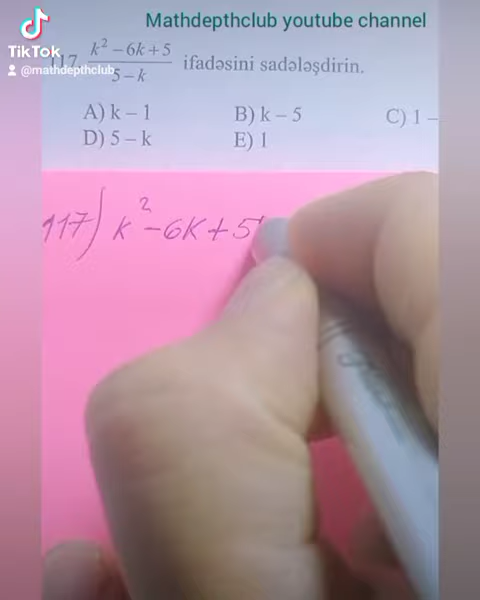 Mathdepthclub youtube channel
TikTok
@mathdepthclub
117. k² − 6k + 5 / 5 − k ifadəsini sadələşdirin.
A) k − 1 B) k − 5 C) 1 −
D) 5 − k E) 1
117) k² − 6k + 5